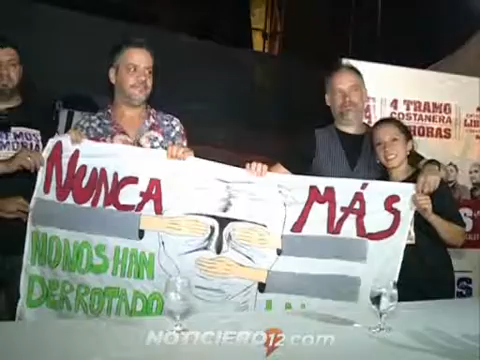 4 TRAMO
COSTANERA
HORAS
NUNCA MÁS
NO NOS HAN
DERROTADO
NOTICIERO12.com